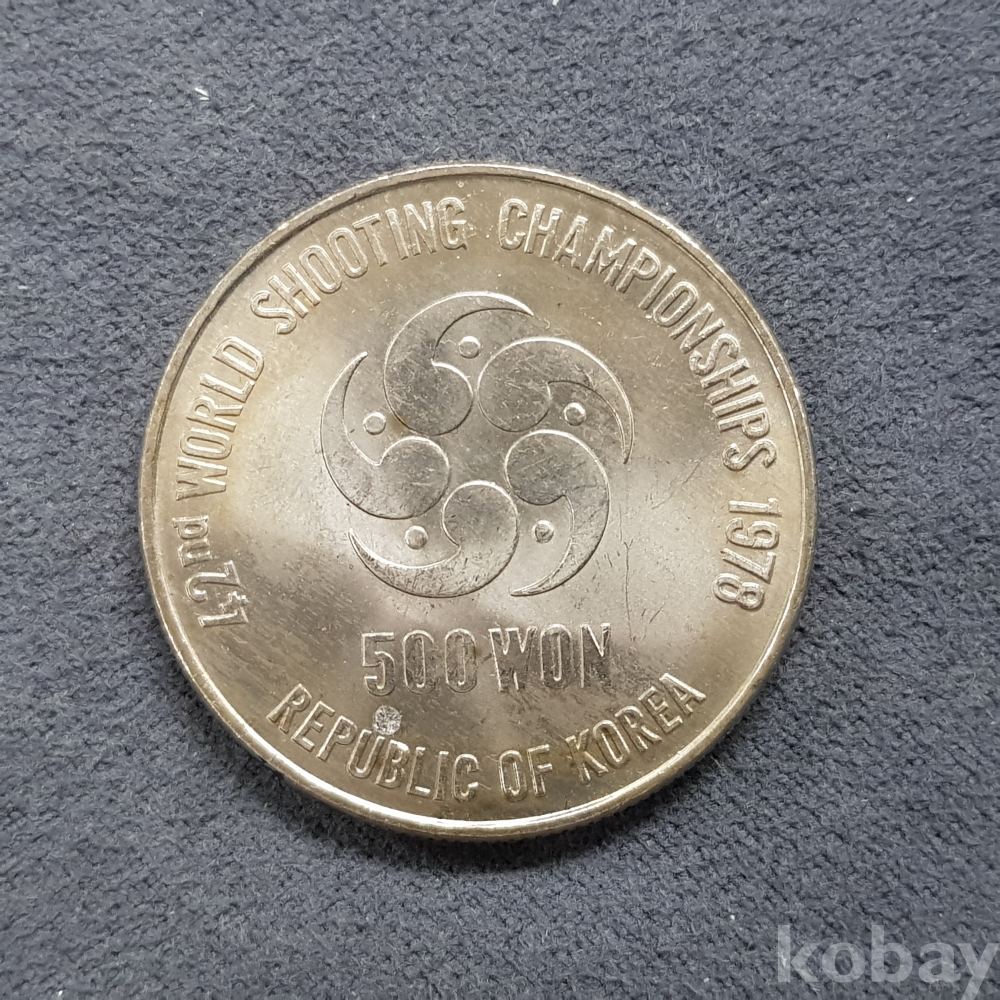 42nd WORLD SHOOTING CHAMPIONSHIPS 1978
500 WON
REPUBLIC OF KOREA
kobay